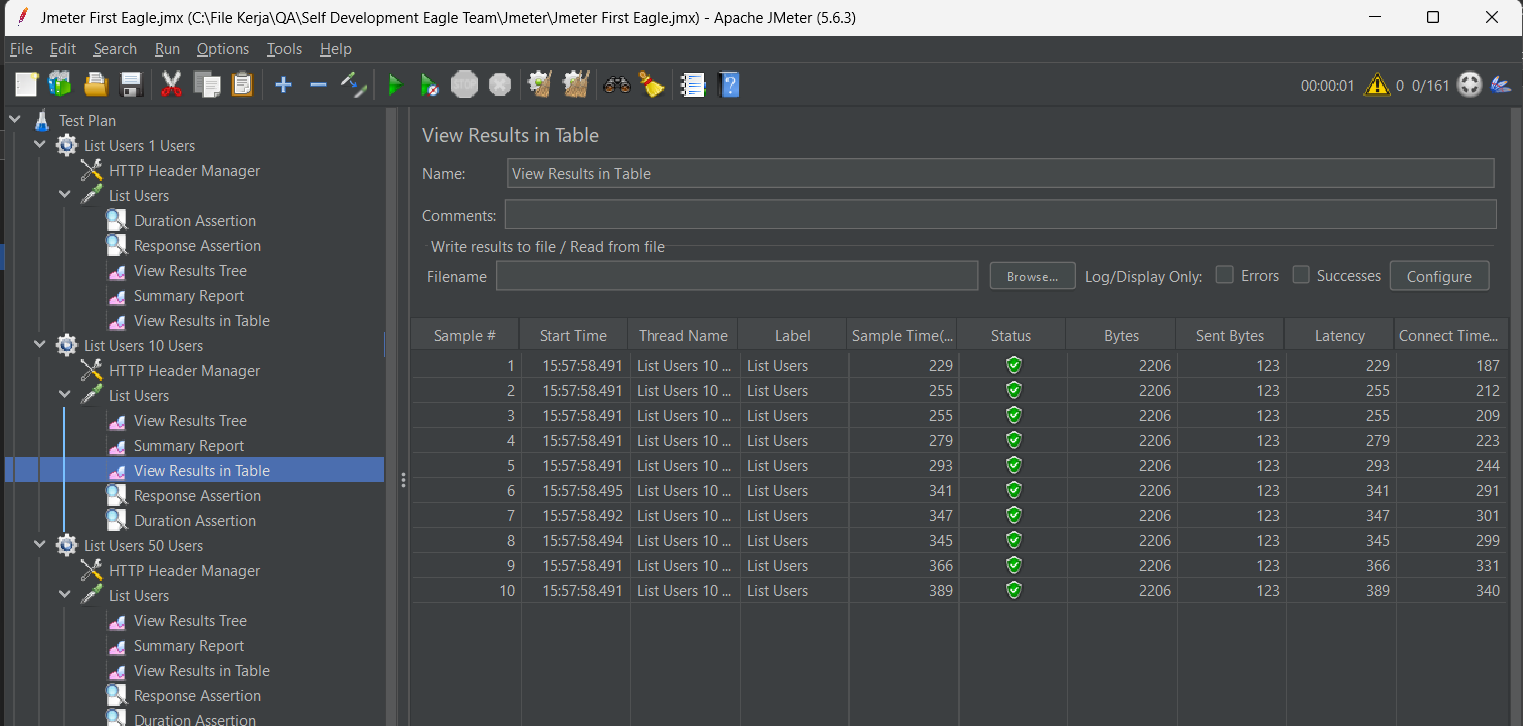 Jmeter First Eagle.jmx (C:\File Kerja\QA\Self Development Eagle Team\Jmeter\Jmeter First Eagle.jmx) - Apache JMeter (5.6.3)
File Edit Search Run Options Tools Help
STOP
00:00:01 0 0/161
Test Plan
List Users 1 Users
HTTP Header Manager
List Users
Duration Assertion
Response Assertion
View Results Tree
Summary Report
View Results in Table
List Users 10 Users
HTTP Header Manager
List Users
View Results Tree
Summary Report
View Results in Table
Response Assertion
Duration Assertion
List Users 50 Users
HTTP Header Manager
List Users
View Results Tree
Summary Report
View Results in Table
Response Assertion
Duration Assertion
View Results in Table
Name: View Results in Table
Comments:
Write results to file / Read from file
Filename Browse... Log/Display Only: Errors Successes Configure
Sample # Start Time Thread Name Label Sample Time(... Status Bytes Sent Bytes Latency Connect Time...
1 15:57:58.491 List Users 10 ... List Users 229 2206 123 229 187
2 15:57:58.491 List Users 10 ... List Users 255 2206 123 255 212
3 15:57:58.491 List Users 10 ... List Users 255 2206 123 255 209
4 15:57:58.491 List Users 10 ... List Users 279 2206 123 279 223
5 15:57:58.491 List Users 10 ... List Users 293 2206 123 293 244
6 15:57:58.495 List Users 10 ... List Users 341 2206 123 341 291
7 15:57:58.492 List Users 10 ... List Users 347 2206 123 347 301
8 15:57:58.494 List Users 10 ... List Users 345 2206 123 345 299
9 15:57:58.491 List Users 10 ... List Users 366 2206 123 366 331
10 15:57:58.491 List Users 10 ... List Users 389 2206 123 389 340